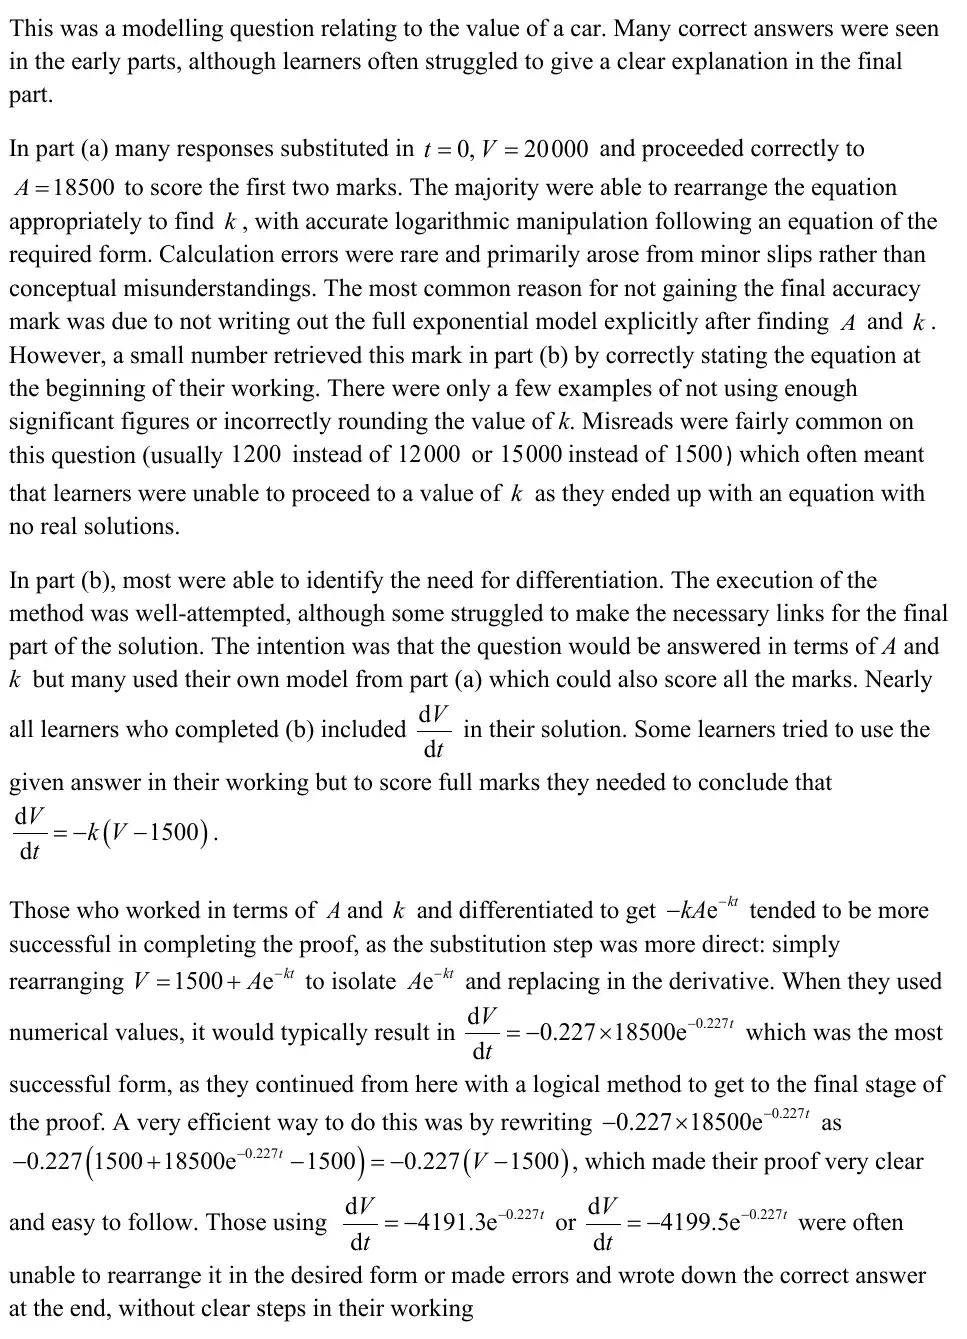 This was a modelling question relating to the value of a car. Many correct answers were seen
in the early parts, although learners often struggled to give a clear explanation in the final
part.
In part (a) many responses substituted in t = 0, V = 20000 and proceeded correctly to
A = 18500 to score the first two marks. The majority were able to rearrange the equation
appropriately to find k , with accurate logarithmic manipulation following an equation of the
required form. Calculation errors were rare and primarily arose from minor slips rather than
conceptual misunderstandings. The most common reason for not gaining the final accuracy
mark was due to not writing out the full exponential model explicitly after finding A and k .
However, a small number retrieved this mark in part (b) by correctly stating the equation at
the beginning of their working. There were only a few examples of not using enough
significant figures or incorrectly rounding the value of k. Misreads were fairly common on
this question (usually 1200 instead of 12000 or 15000 instead of 1500) which often meant
that learners were unable to proceed to a value of k as they ended up with an equation with
no real solutions.
In part (b), most were able to identify the need for differentiation. The execution of the
method was well-attempted, although some struggled to make the necessary links for the final
part of the solution. The intention was that the question would be answered in terms of A and
k but many used their own model from part (a) which could also score all the marks. Nearly
all learners who completed (b) included dV/dt in their solution. Some learners tried to use the
given answer in their working but to score full marks they needed to conclude that
dV/dt = −k(V − 1500).
Those who worked in terms of A and k and differentiated to get −kAe^{−kt} tended to be more
successful in completing the proof, as the substitution step was more direct: simply
rearranging V = 1500 + Ae^{−kt} to isolate Ae^{−kt} and replacing in the derivative. When they used
numerical values, it would typically result in dV/dt = −0.227×18500e^{−0.227t} which was the most
successful form, as they continued from here with a logical method to get to the final stage of
the proof. A very efficient way to do this was by rewriting −0.227×18500e^{−0.227t} as
−0.227(1500+18500e^{−0.227t} −1500) = −0.227(V −1500), which made their proof very clear
and easy to follow. Those using dV/dt = −4191.3e^{−0.227t} or dV/dt = −4199.5e^{−0.227t} were often
unable to rearrange it in the desired form or made errors and wrote down the correct answer
at the end, without clear steps in their working